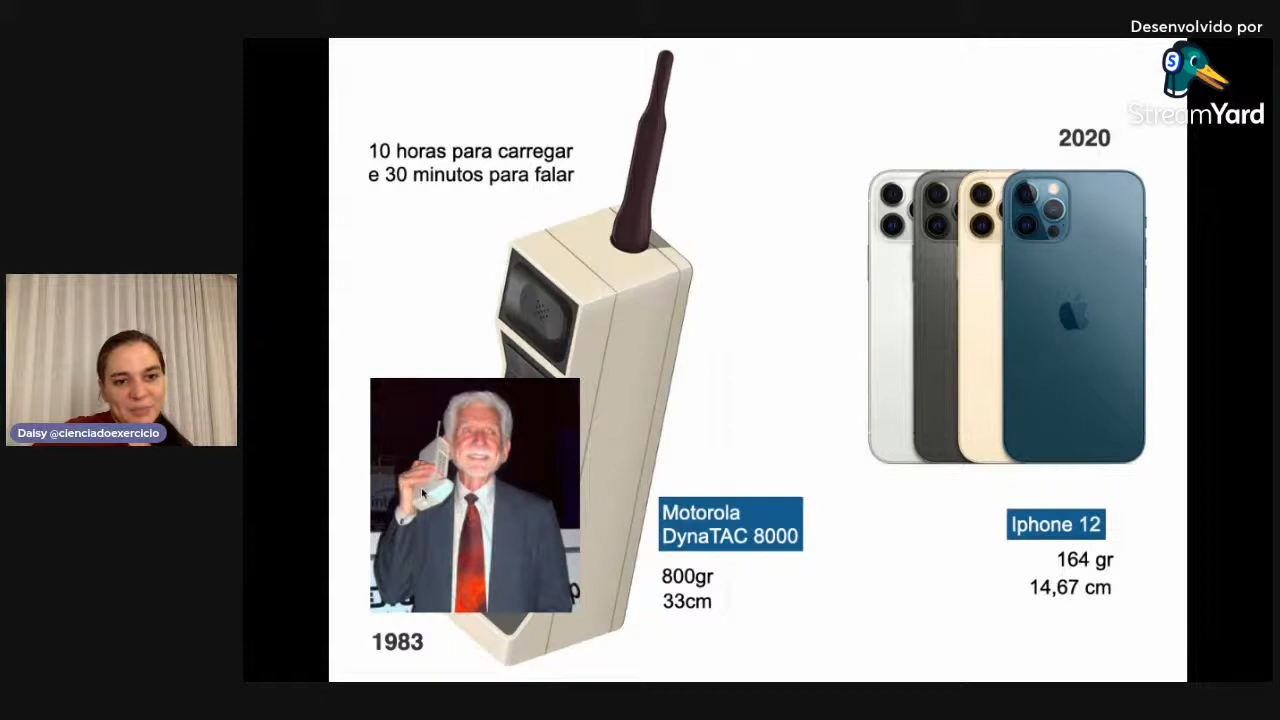 Desenvolvido por
StreamYard
10 horas para carregar
e 30 minutos para falar
2020
Daisy @cienciadoexercicio
Motorola
DynaTAC 8000
800gr
33cm
Iphone 12
164 gr
14,67 cm
1983